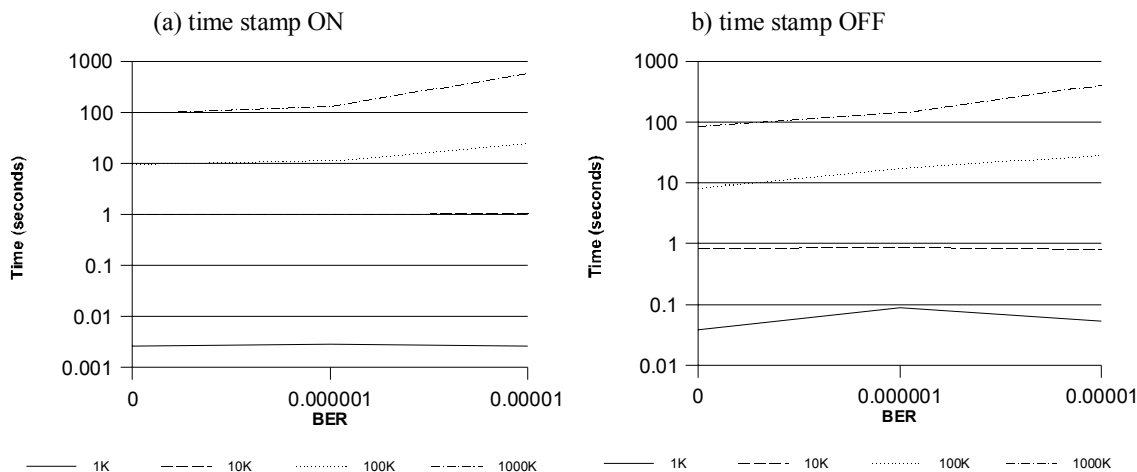 (a) time stamp ON
1000
100
10
1
0.1
0.01
0.001
Time (seconds)
0
0.000001
0.00001
BER
1K
10K
100K
1000K
b) time stamp OFF
1000
100
10
1
0.1
0.01
Time (seconds)
0
0.000001
0.00001
BER
1K
10K
100K
1000K